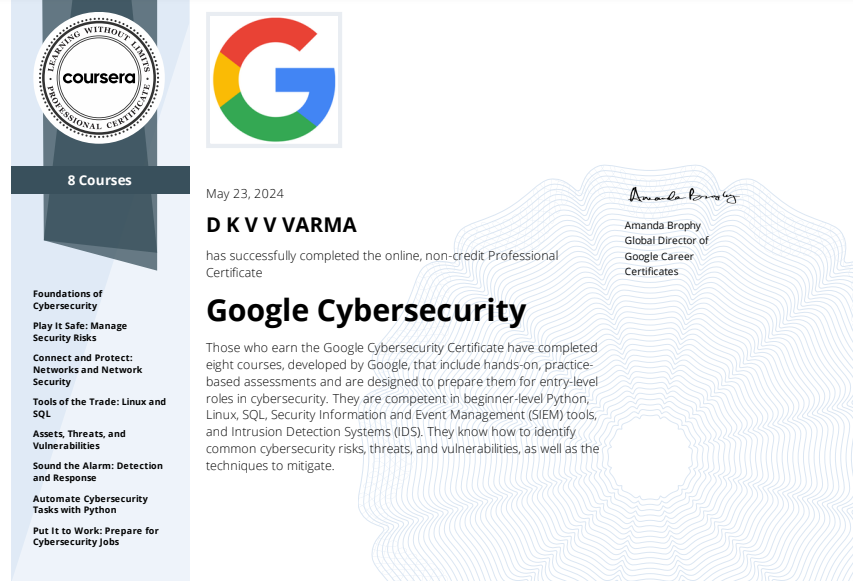 LEARNING WITHOUT LIMITS
coursera
PROFESSIONAL CERTIFICATE
8 Courses
Foundations of
Cybersecurity
Play It Safe: Manage
Security Risks
Connect and Protect:
Networks and Network
Security
Tools of the Trade: Linux and
SQL
Assets, Threats, and
Vulnerabilities
Sound the Alarm: Detection
and Response
Automate Cybersecurity
Tasks with Python
Put It to Work: Prepare for
Cybersecurity Jobs
G
May 23, 2024
D K V V VARMA
has successfully completed the online, non-credit Professional
Certificate
Google Cybersecurity
Those who earn the Google Cybersecurity Certificate have completed
eight courses, developed by Google, that include hands-on, practice-
based assessments and are designed to prepare them for entry-level
roles in cybersecurity. They are competent in beginner-level Python,
Linux, SQL, Security Information and Event Management (SIEM) tools,
and Intrusion Detection Systems (IDS). They know how to identify
common cybersecurity risks, threats, and vulnerabilities, as well as the
techniques to mitigate.
Amanda Brophy
Amanda Brophy
Global Director of
Google Career
Certificates